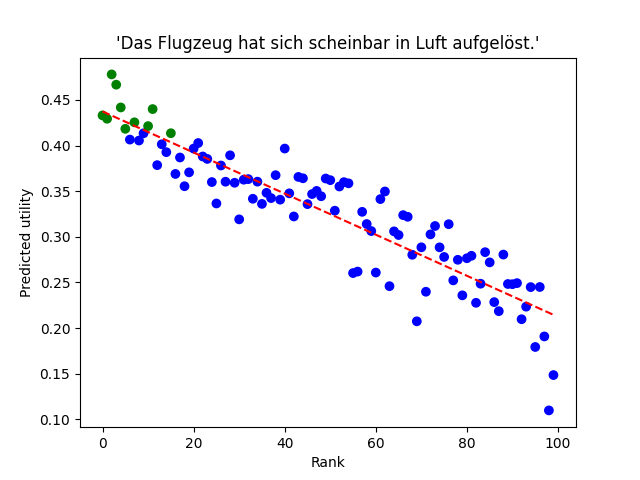 'Das Flugzeug hat sich scheinbar in Luft aufgelöst.'
0.45
0.40
0.35
0.30
0.25
0.20
0.15
0.10
Predicted utility
0 20 40 60 80 100
Rank